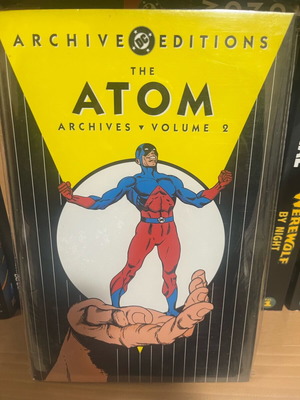 ARCHIVE DC EDITIONS
THE
ATOM
ARCHIVES ▾ VOLUME 2
WEREWOLF
BY NIGHT